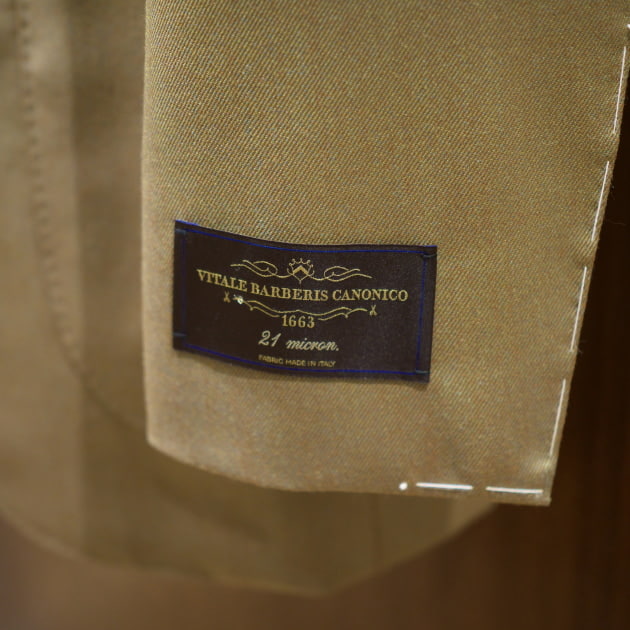 VITALE BARBERIS CANONICO
1663
21 micron.
FABRIC MADE IN ITALY